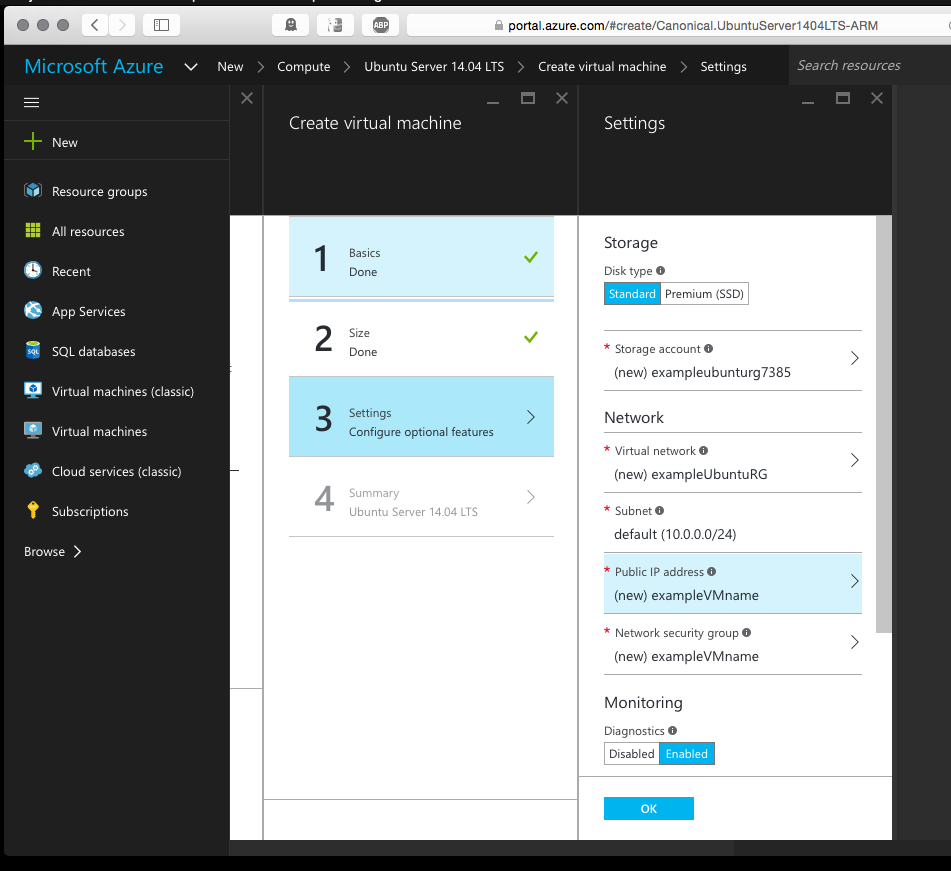 ABP
portal.azure.com/#create/Canonical.UbuntuServer1404LTS-ARM
Microsoft Azure
New > Compute > Ubuntu Server 14.04 LTS > Create virtual machine > Settings
Search resources
New
Resource groups
All resources
Recent
App Services
SQL
SQL databases
Virtual machines (classic)
Virtual machines
Cloud services (classic)
Subscriptions
Browse >
Create virtual machine
1
Basics
Done
2
Size
Done
3
Settings
Configure optional features
4
Summary
Ubuntu Server 14.04 LTS
Settings
Storage
Disk type
Standard Premium (SSD)
* Storage account
(new) exampleubunturg7385
Network
* Virtual network
(new) exampleUbuntuRG
* Subnet
default (10.0.0.0/24)
* Public IP address
(new) exampleVMname
* Network security group
(new) exampleVMname
Monitoring
Diagnostics
Disabled Enabled
OK